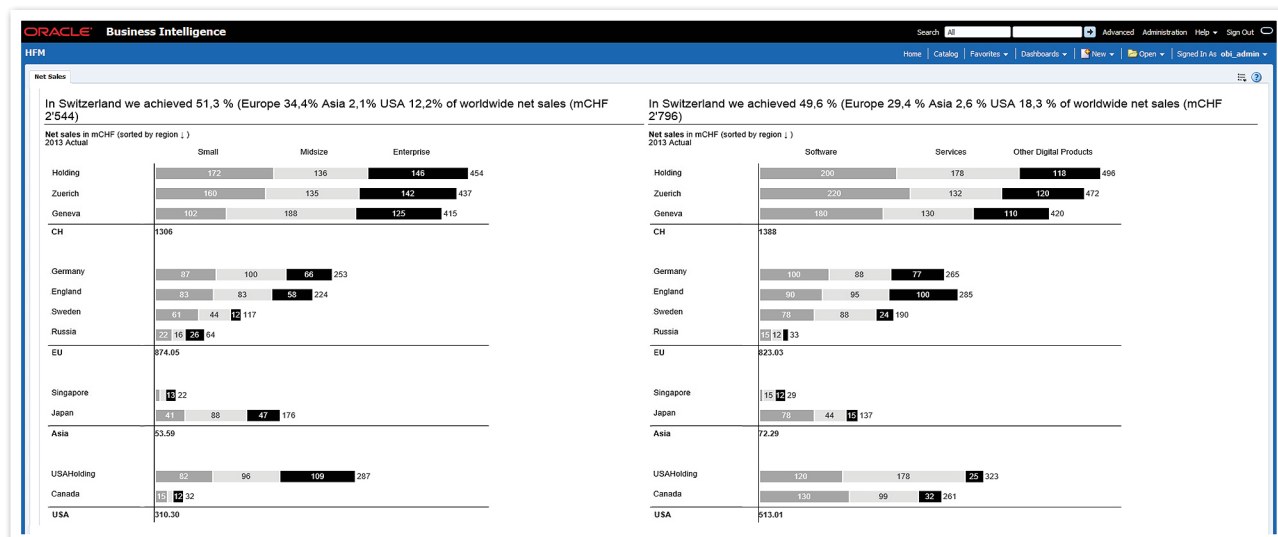 ORACLE Business Intelligence
Search All Advanced Administration Help Sign Out
HFM
Home Catalog Favorites Dashboards New Open Signed In As obi_admin
Net Sales
In Switzerland we achieved 51,3 % (Europe 34,4% Asia 2,1% USA 12,2% of worldwide net sales (mCHF
2'544)
Net sales in mCHF (sorted by region ↓ )
2013 Actual
Small Midsize Enterprise
Holding 172 136 146 454
Zuerich 160 135 142 437
Geneva 102 188 125 415
CH 1306
Germany 87 100 66 253
England 83 83 58 224
Sweden 61 44 12 117
Russia 22 16 26 64
EU 874.05
Singapore 13 22
Japan 41 88 47 176
Asia 53.59
USAHolding 82 96 109 287
Canada 15 12 32
USA 310.30
In Switzerland we achieved 49,6 % (Europe 29,4 % Asia 2,6 % USA 18,3 % of worldwide net sales (mCHF
2'796)
Net sales in mCHF (sorted by region ↓ )
2013 Actual
Software Services Other Digital Products
Holding 200 178 118 496
Zuerich 220 132 120 472
Geneva 180 130 110 420
CH 1388
Germany 100 88 77 265
England 90 95 100 285
Sweden 78 88 24 190
Russia 15 12 33
EU 823.03
Singapore 15 12 29
Japan 78 44 15 137
Asia 72.29
USAHolding 120 178 25 323
Canada 130 99 32 261
USA 513.01